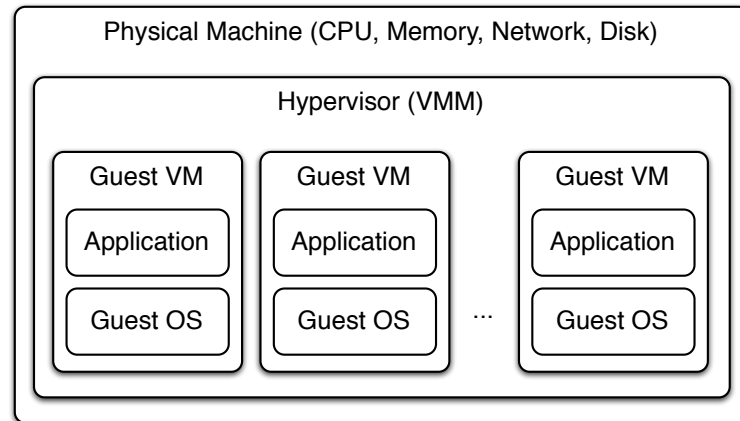 Physical Machine (CPU, Memory, Network, Disk)
Hypervisor (VMM)
Guest VM
Application
Guest OS
Guest VM
Application
Guest OS
...
Guest VM
Application
Guest OS